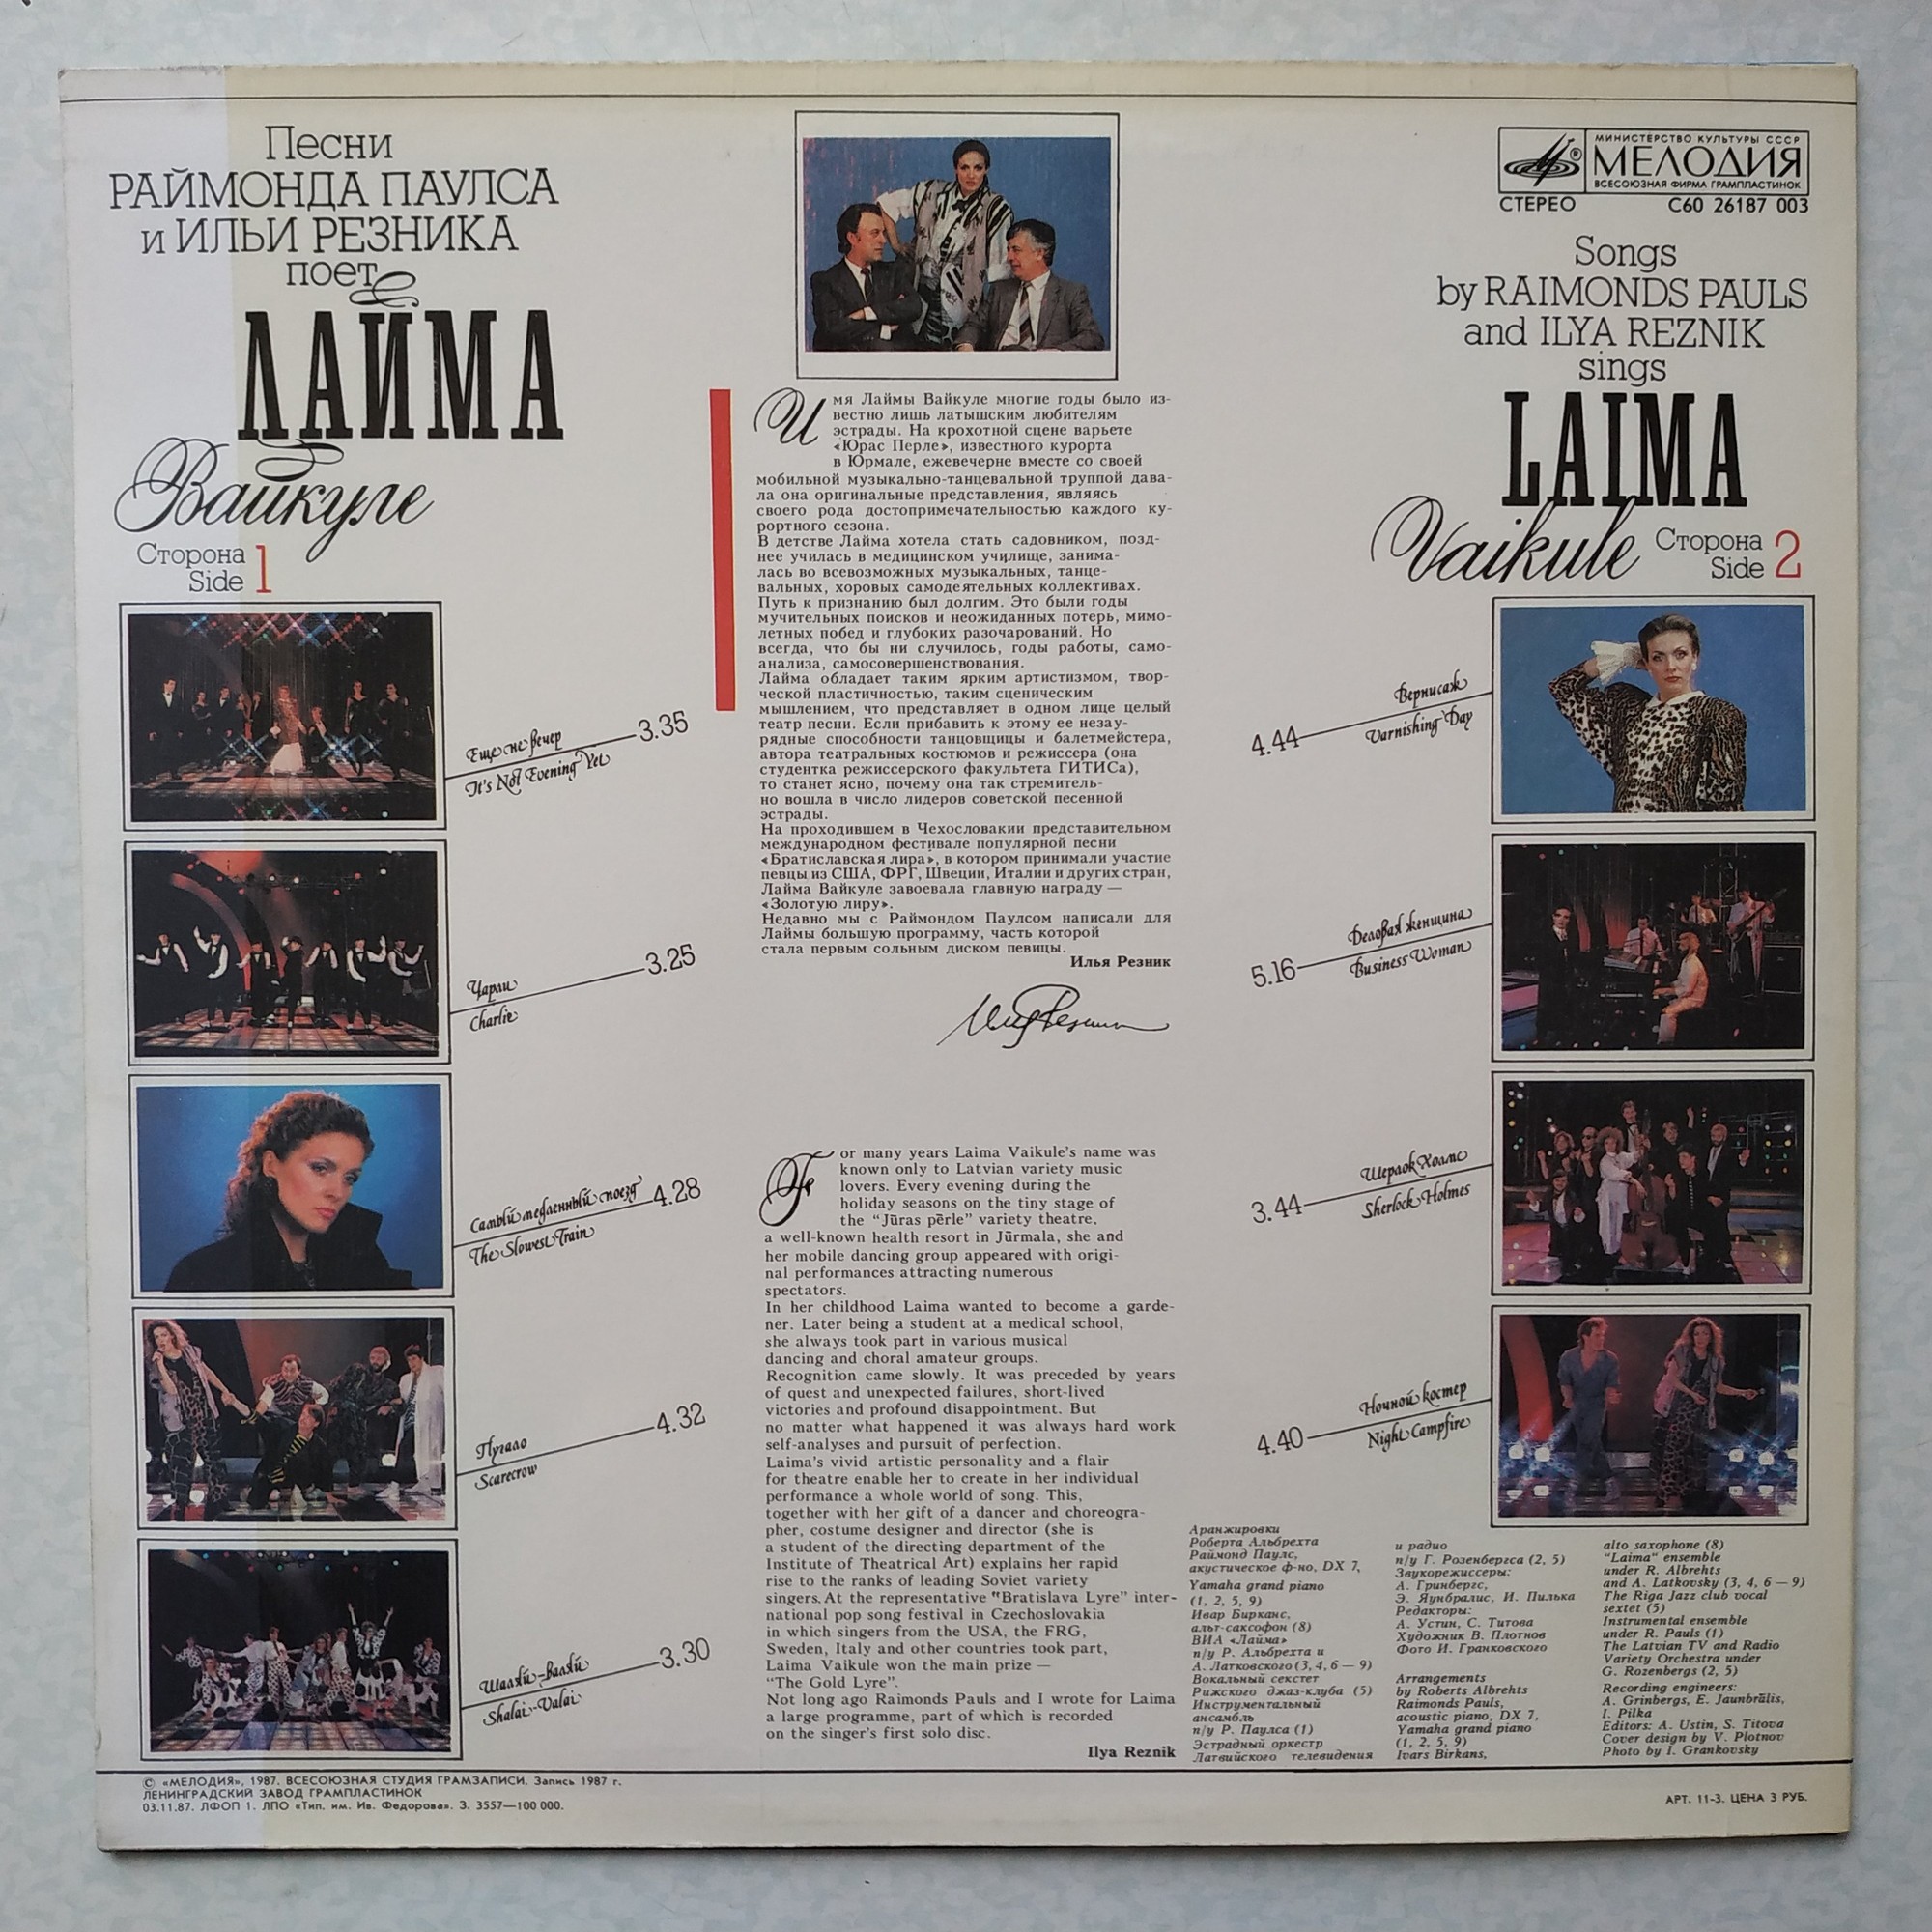 Песни
РАЙМОНДА ПАУЛСА
и ИЛЬИ РЕЗНИКА
поет
ЛАЙМА
Вайкуле
Сторона
Side 1
Еще не вечер 3.35
It's Not Evening Yet
Чарли 3.25
Charlie
Самый медленный поезд 4.28
The Slowest Train
Пугало 4.32
Scarecrow
Шаляй-валяй 3.30
Shalai-Valai
Имя Лаймы Вайкуле многие годы было из-
вестно лишь латышским любителям
эстрады. На крохотной сцене варьете
«Юрас Перле», известного курорта
в Юрмале, ежевечерне вместе со своей
мобильной музыкально-танцевальной труппой дава-
ла она оригинальные представления, являясь
своего рода достопримечательностью каждого ку-
рортного сезона.
В детстве Лайма хотела стать садовником, позд-
нее училась в медицинском училище, занима-
лась во всевозможных музыкальных, танце-
вальных, хоровых самодеятельных коллективах.
Путь к признанию был долгим. Это были годы
мучительных поисков и неожиданных потерь, мимо-
летных побед и глубоких разочарований. Но
всегда, что бы ни случилось, годы работы, само-
анализа, самосовершенствования.
Лайма обладает таким ярким артистизмом, твор-
ческой пластичностью, таким сценическим
мышлением, что представляет в одном лице целый
театр песни. Если прибавить к этому ее незау-
рядные способности танцовщицы и балетмейстера,
автора театральных костюмов и режиссера (она
студентка режиссерского факультета ГИТИСа),
то станет ясно, почему она так стремитель-
но вошла в число лидеров советской песенной
эстрады.
На проходившем в Чехословакии представительном
международном фестивале популярной песни
«Братиславская лира», в котором принимали участие
певцы из США, ФРГ, Швеции, Италии и других стран,
Лайма Вайкуле завоевала главную награду —
«Золотую лиру».
Недавно мы с Раймондом Паулсом написали для
Лаймы большую программу, часть которой
стала первым сольным диском певицы.
Илья Резник
For many years Laima Vaikule's name was
known only to Latvian variety music
lovers. Every evening during the
holiday seasons on the tiny stage of
the “Jūras pērle” variety theatre,
a well-known health resort in Jūrmala, she and
her mobile dancing group appeared with origi-
nal performances attracting numerous
spectators.
In her childhood Laima wanted to become a garde-
ner. Later being a student at a medical school,
she always took part in various musical
dancing and choral amateur groups.
Recognition came slowly. It was preceded by years
of quest and unexpected failures, short-lived
victories and profound disappointment. But
no matter what happened it was always hard work
self-analyses and pursuit of perfection.
Laima's vivid artistic personality and a flair
for theatre enable her to create in her individual
performance a whole world of song. This,
together with her gift of a dancer and choreogra-
pher, costume designer and director (she is
a student of the directing department of the
Institute of Theatrical Art) explains her rapid
rise to the ranks of leading Soviet variety
singers. At the representative “Bratislava Lyre” inter-
national pop song festival in Czechoslovakia
in which singers from the USA, the FRG,
Sweden, Italy and other countries took part,
Laima Vaikule won the main prize —
“The Gold Lyre”.
Not long ago Raimonds Pauls and I wrote for Laima
a large programme, part of which is recorded
on the singer's first solo disc.
Ilya Reznik
МИНИСТЕРСТВО КУЛЬТУРЫ СССР
МЕЛОДИЯ
ВСЕСОЮЗНАЯ ФИРМА ГРАМПЛАСТИНОК
СТЕРЕО С60 26187 003
Songs
by RAIMONDS PAULS
and ILYA REZNIK
sings
LAIMA
Vaikule
Сторона
Side 2
Вернисаж
4.44 Varnishing Day
Деловая женщина
5.16 Business Woman
Шерлок Холмс
3.44 Sherlock Holmes
Ночной костер
4.40 Night Campfire
Аранжировки
Роберта Альбрехта
Раймонд Паулс,
акустическое ф-но, DX 7,
Yamaha grand piano
(1, 2, 5, 9)
Ивар Бирканс,
альт-саксофон (8)
ВИА «Лайма»
п/у Р. Альбрехта и
А. Латковского (3, 4, 6 — 9)
Вокальный секстет
Рижского джаз-клуба (5)
Инструментальный
ансамбль
п/у Р. Паулса (1)
Эстрадный оркестр
Латвийского телевидения
и радио
п/у Г. Розенбергса (2, 5)
Звукорежиссеры:
А. Гринбергс,
Э. Яунбралис, И. Пилька
Редакторы:
А. Устин, С. Титова
Художник В. Плотнов
Фото И. Гранковского
Arrangements
by Roberts Albrehts
Raimonds Pauls,
acoustic piano, DX 7,
Yamaha grand piano
(1, 2, 5, 9)
Ivars Birkans,
alto saxophone (8)
“Laima“ ensemble
under R. Albrehts
and A. Latkovsky (3, 4, 6 — 9)
The Riga Jazz club vocal
sextet (5)
Instrumental ensemble
under R. Pauls (1)
The Latvian TV and Radio
Variety Orchestra under
G. Rozenbergs (2, 5)
Recording engineers:
A. Grinbergs, E. Jaunbrālis,
I. Pilka
Editors: A. Ustin, S. Titova
Cover design by V. Plotnov
Photo by I. Grankovsky
© «МЕЛОДИЯ», 1987. ВСЕСОЮЗНАЯ СТУДИЯ ГРАМЗАПИСИ. Запись 1987 г.
ЛЕНИНГРАДСКИЙ ЗАВОД ГРАМПЛАСТИНОК
03.11.87. ЛФОП 1. ЛПО «Тип. им. Ив. Федорова». З. 3557—100 000.
АРТ. 11-3. ЦЕНА 3 РУБ.